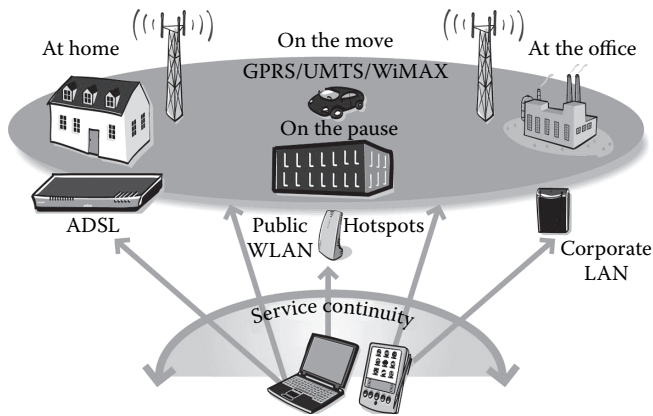 At home
On the move
At the office
GPRS/UMTS/WiMAX
On the pause
ADSL
Public
WLAN
Hotspots
Corporate
LAN
Service continuity